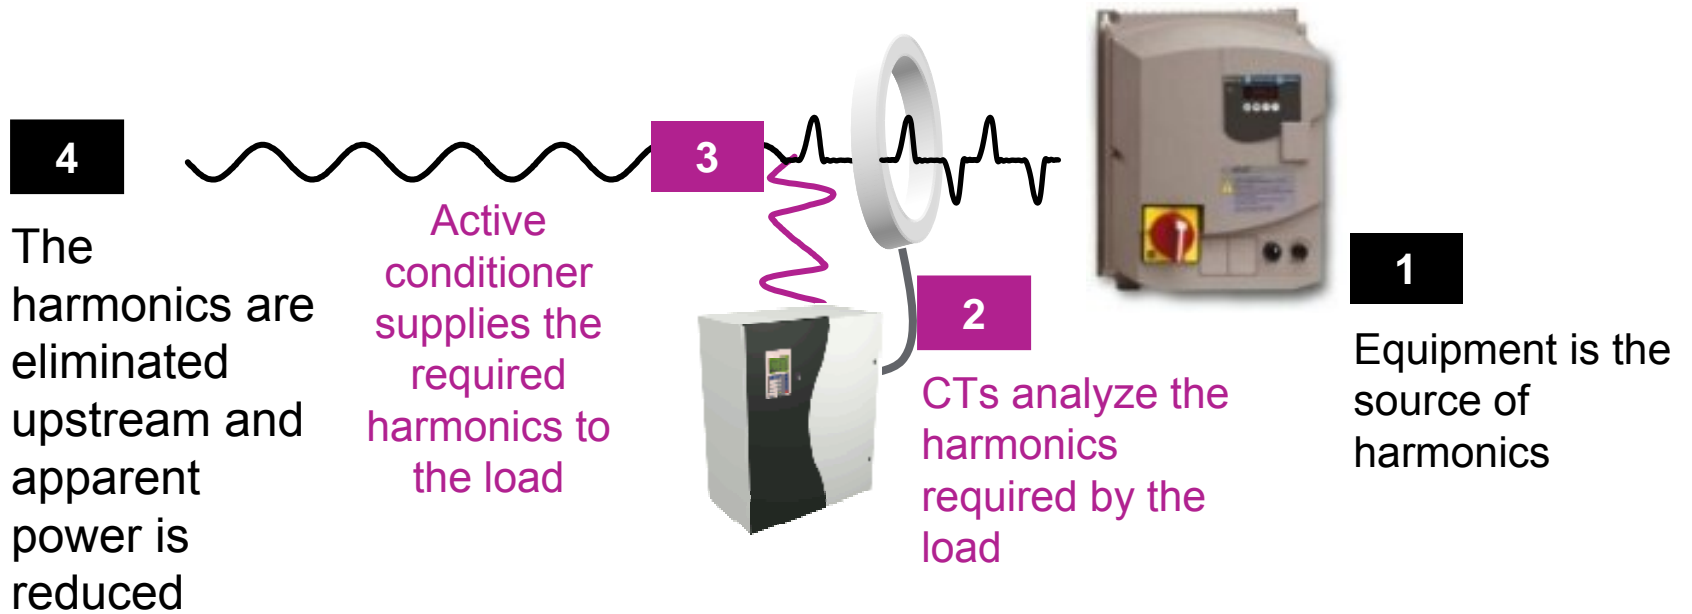 4
The
harmonics are
eliminated
upstream and
apparent
power is
reduced
3
Active
conditioner
supplies the
required
harmonics to
the load
2
CTs analyze the
harmonics
required by the
load
1
Equipment is the
source of
harmonics